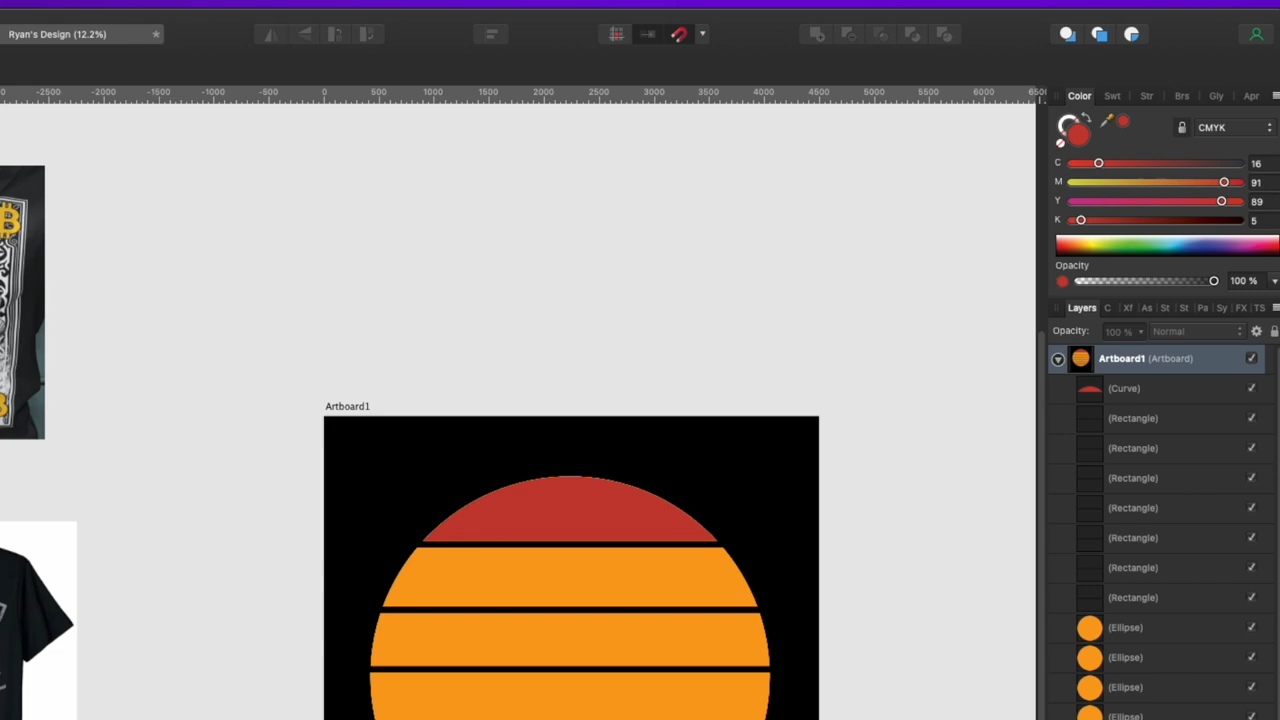 Ryan's Design (12.2%)
0 -2500 -2000 -1500 -1000 -500 0 500 1000 1500 2000 2500 3000 3500 4000 4500 5000 5500 6000 6500
Color Swt Str Brs Gly Apr
CMYK
C 16
M 91
Y 89
K 5
Opacity
100 %
Layers C Xf As St St Pa Sy FX TS
Opacity: 100 % Normal
Artboard1 (Artboard)
(Curve)
(Rectangle)
(Rectangle)
(Rectangle)
(Rectangle)
(Rectangle)
(Rectangle)
(Rectangle)
(Ellipse)
(Ellipse)
(Ellipse)
(Ellipse)
Artboard1
B
B